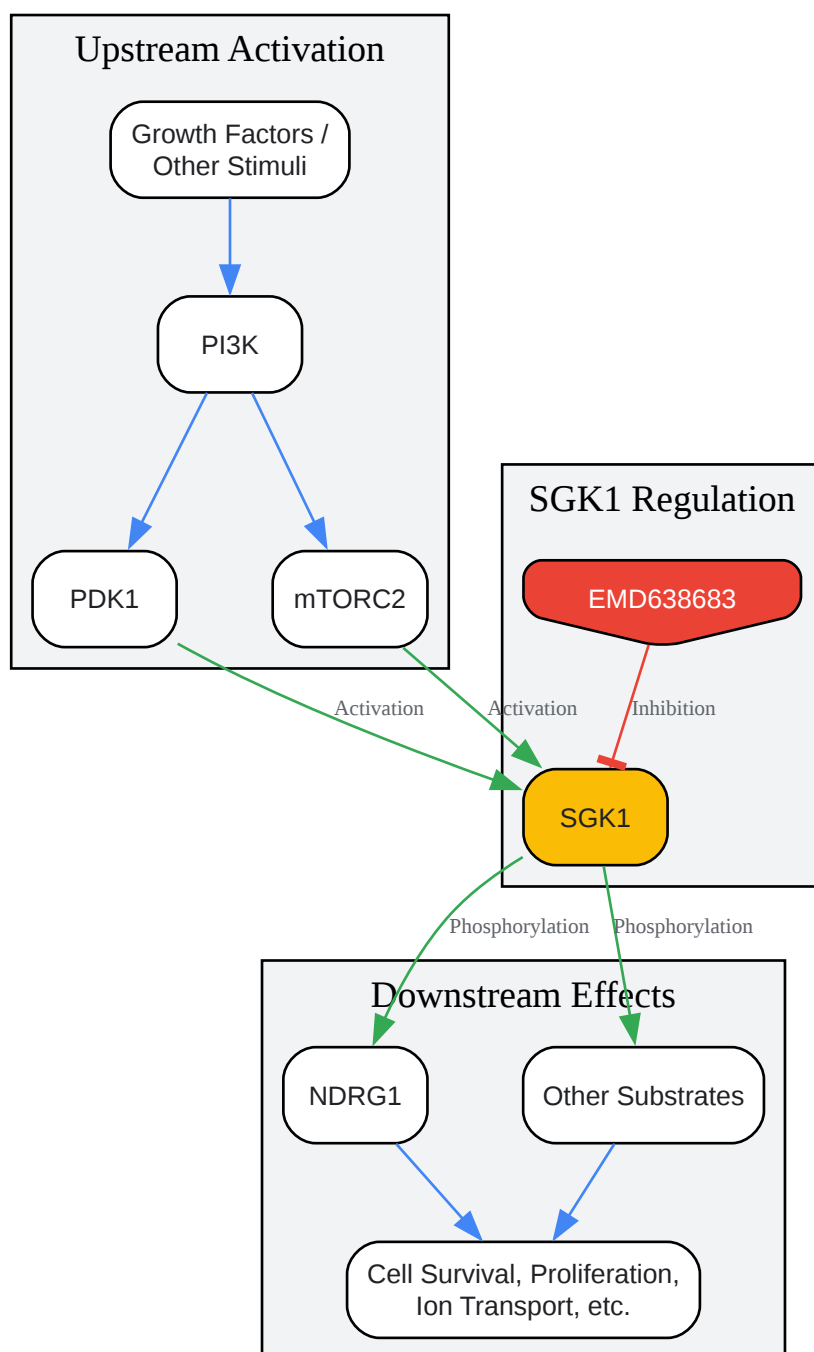 Upstream Activation
Growth Factors /
Other Stimuli
PI3K
PDK1
mTORC2
SGK1 Regulation
EMD638683
Activation
Activation
Inhibition
SGK1
Phosphorylation
Phosphorylation
Downstream Effects
NDRG1
Other Substrates
Cell Survival, Proliferation,
Ion Transport, etc.